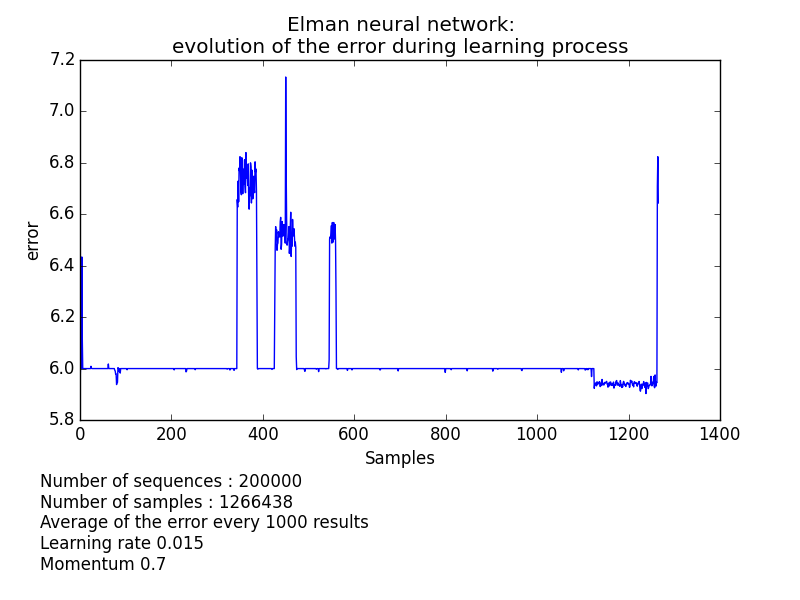 Elman neural network:
evolution of the error during learning process
7.2
7.0
6.8
6.6
6.4
6.2
6.0
5.8
error
0 200 400 600 800 1000 1200 1400
Samples
Number of sequences : 200000
Number of samples : 1266438
Average of the error every 1000 results
Learning rate 0.015
Momentum 0.7